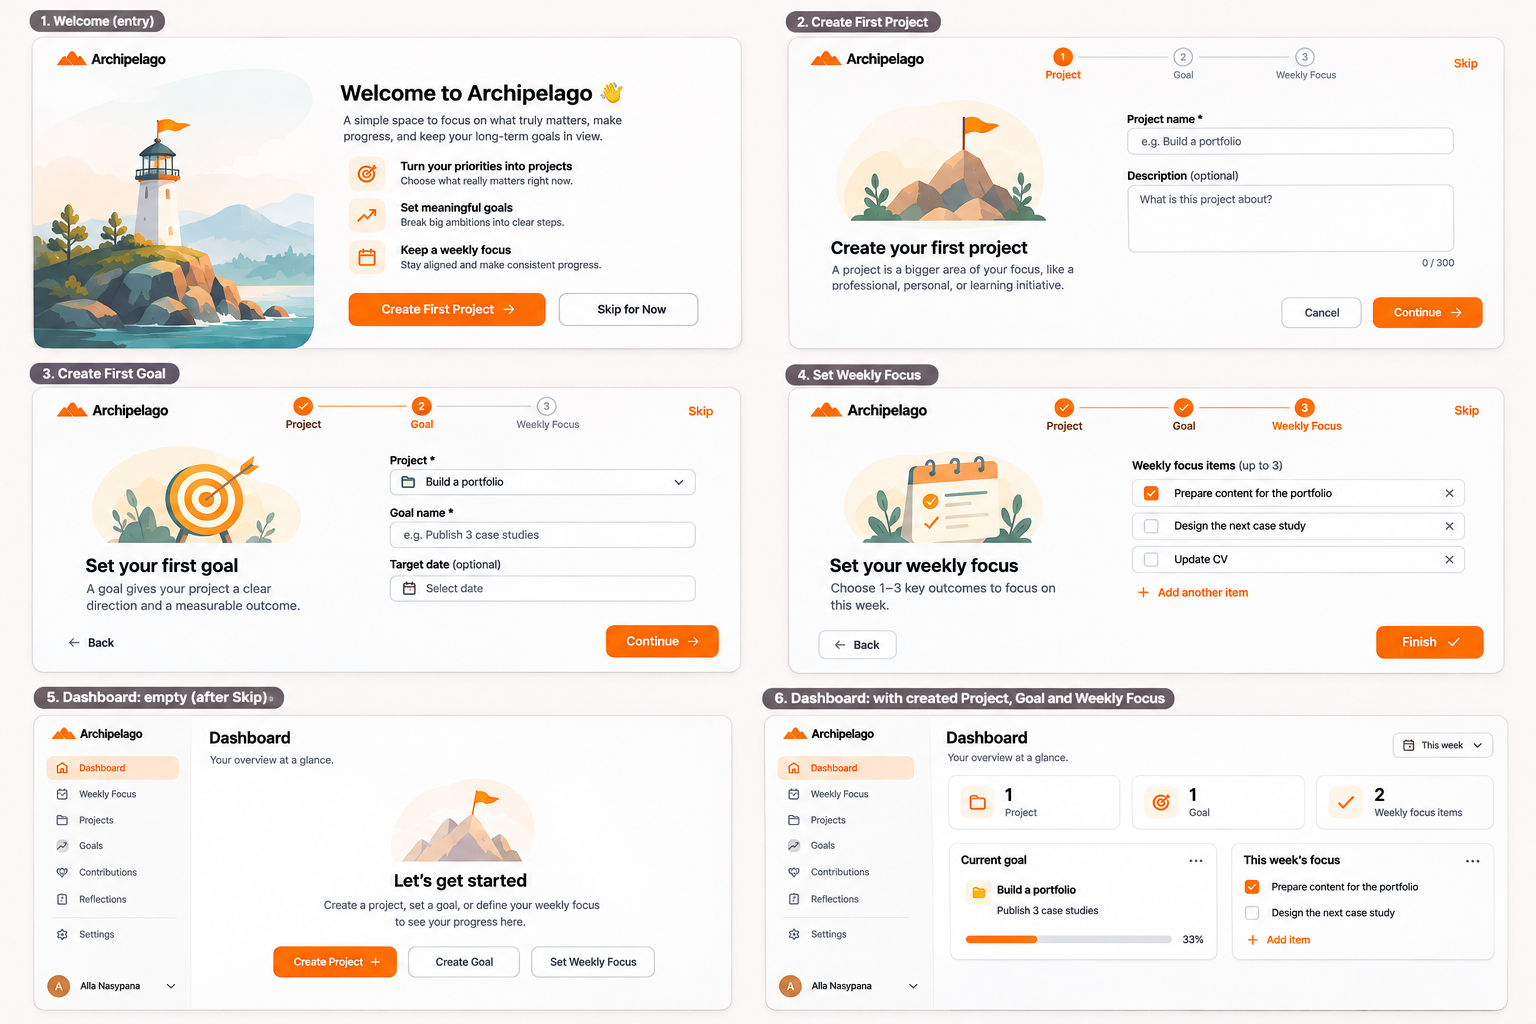 1. Welcome (entry)
Archipelago
Welcome to Archipelago 👋
A simple space to focus on what truly matters, make
progress, and keep your long-term goals in view.
Turn your priorities into projects
Choose what really matters right now.
Set meaningful goals
Break big ambitions into clear steps.
Keep a weekly focus
Stay aligned and make consistent progress.
Create First Project →
Skip for Now
2. Create First Project
Archipelago
1
2
3
Project
Goal
Weekly Focus
Skip
Create your first project
A project is a bigger area of your focus, like a
professional, personal, or learning initiative.
Project name *
e.g. Build a portfolio
Description (optional)
What is this project about?
0 / 300
Cancel
Continue →
3. Create First Goal
Archipelago
2
3
Project
Goal
Weekly Focus
Skip
Set your first goal
A goal gives your project a clear
direction and a measurable outcome.
Project *
Build a portfolio
Goal name *
e.g. Publish 3 case studies
Target date (optional)
Select date
← Back
Continue →
4. Set Weekly Focus
Archipelago
3
Project
Goal
Weekly Focus
Skip
Set your weekly focus
Choose 1–3 key outcomes to focus on
this week.
Weekly focus items (up to 3)
Prepare content for the portfolio
Design the next case study
Update CV
+ Add another item
← Back
Finish ✓
5. Dashboard: empty (after Skip)
Archipelago
Dashboard
Weekly Focus
Projects
Goals
Contributions
Reflections
Settings
A
Alla Nasypana
Dashboard
Your overview at a glance.
Let's get started
Create a project, set a goal, or define your weekly focus
to see your progress here.
Create Project +
Create Goal
Set Weekly Focus
6. Dashboard: with created Project, Goal and Weekly Focus
Archipelago
Dashboard
Weekly Focus
Projects
Goals
Contributions
Reflections
Settings
A
Alla Nasypana
Dashboard
Your overview at a glance.
This week
1
Project
1
Goal
2
Weekly focus items
Current goal
Build a portfolio
Publish 3 case studies
33%
This week's focus
Prepare content for the portfolio
Design the next case study
+ Add item